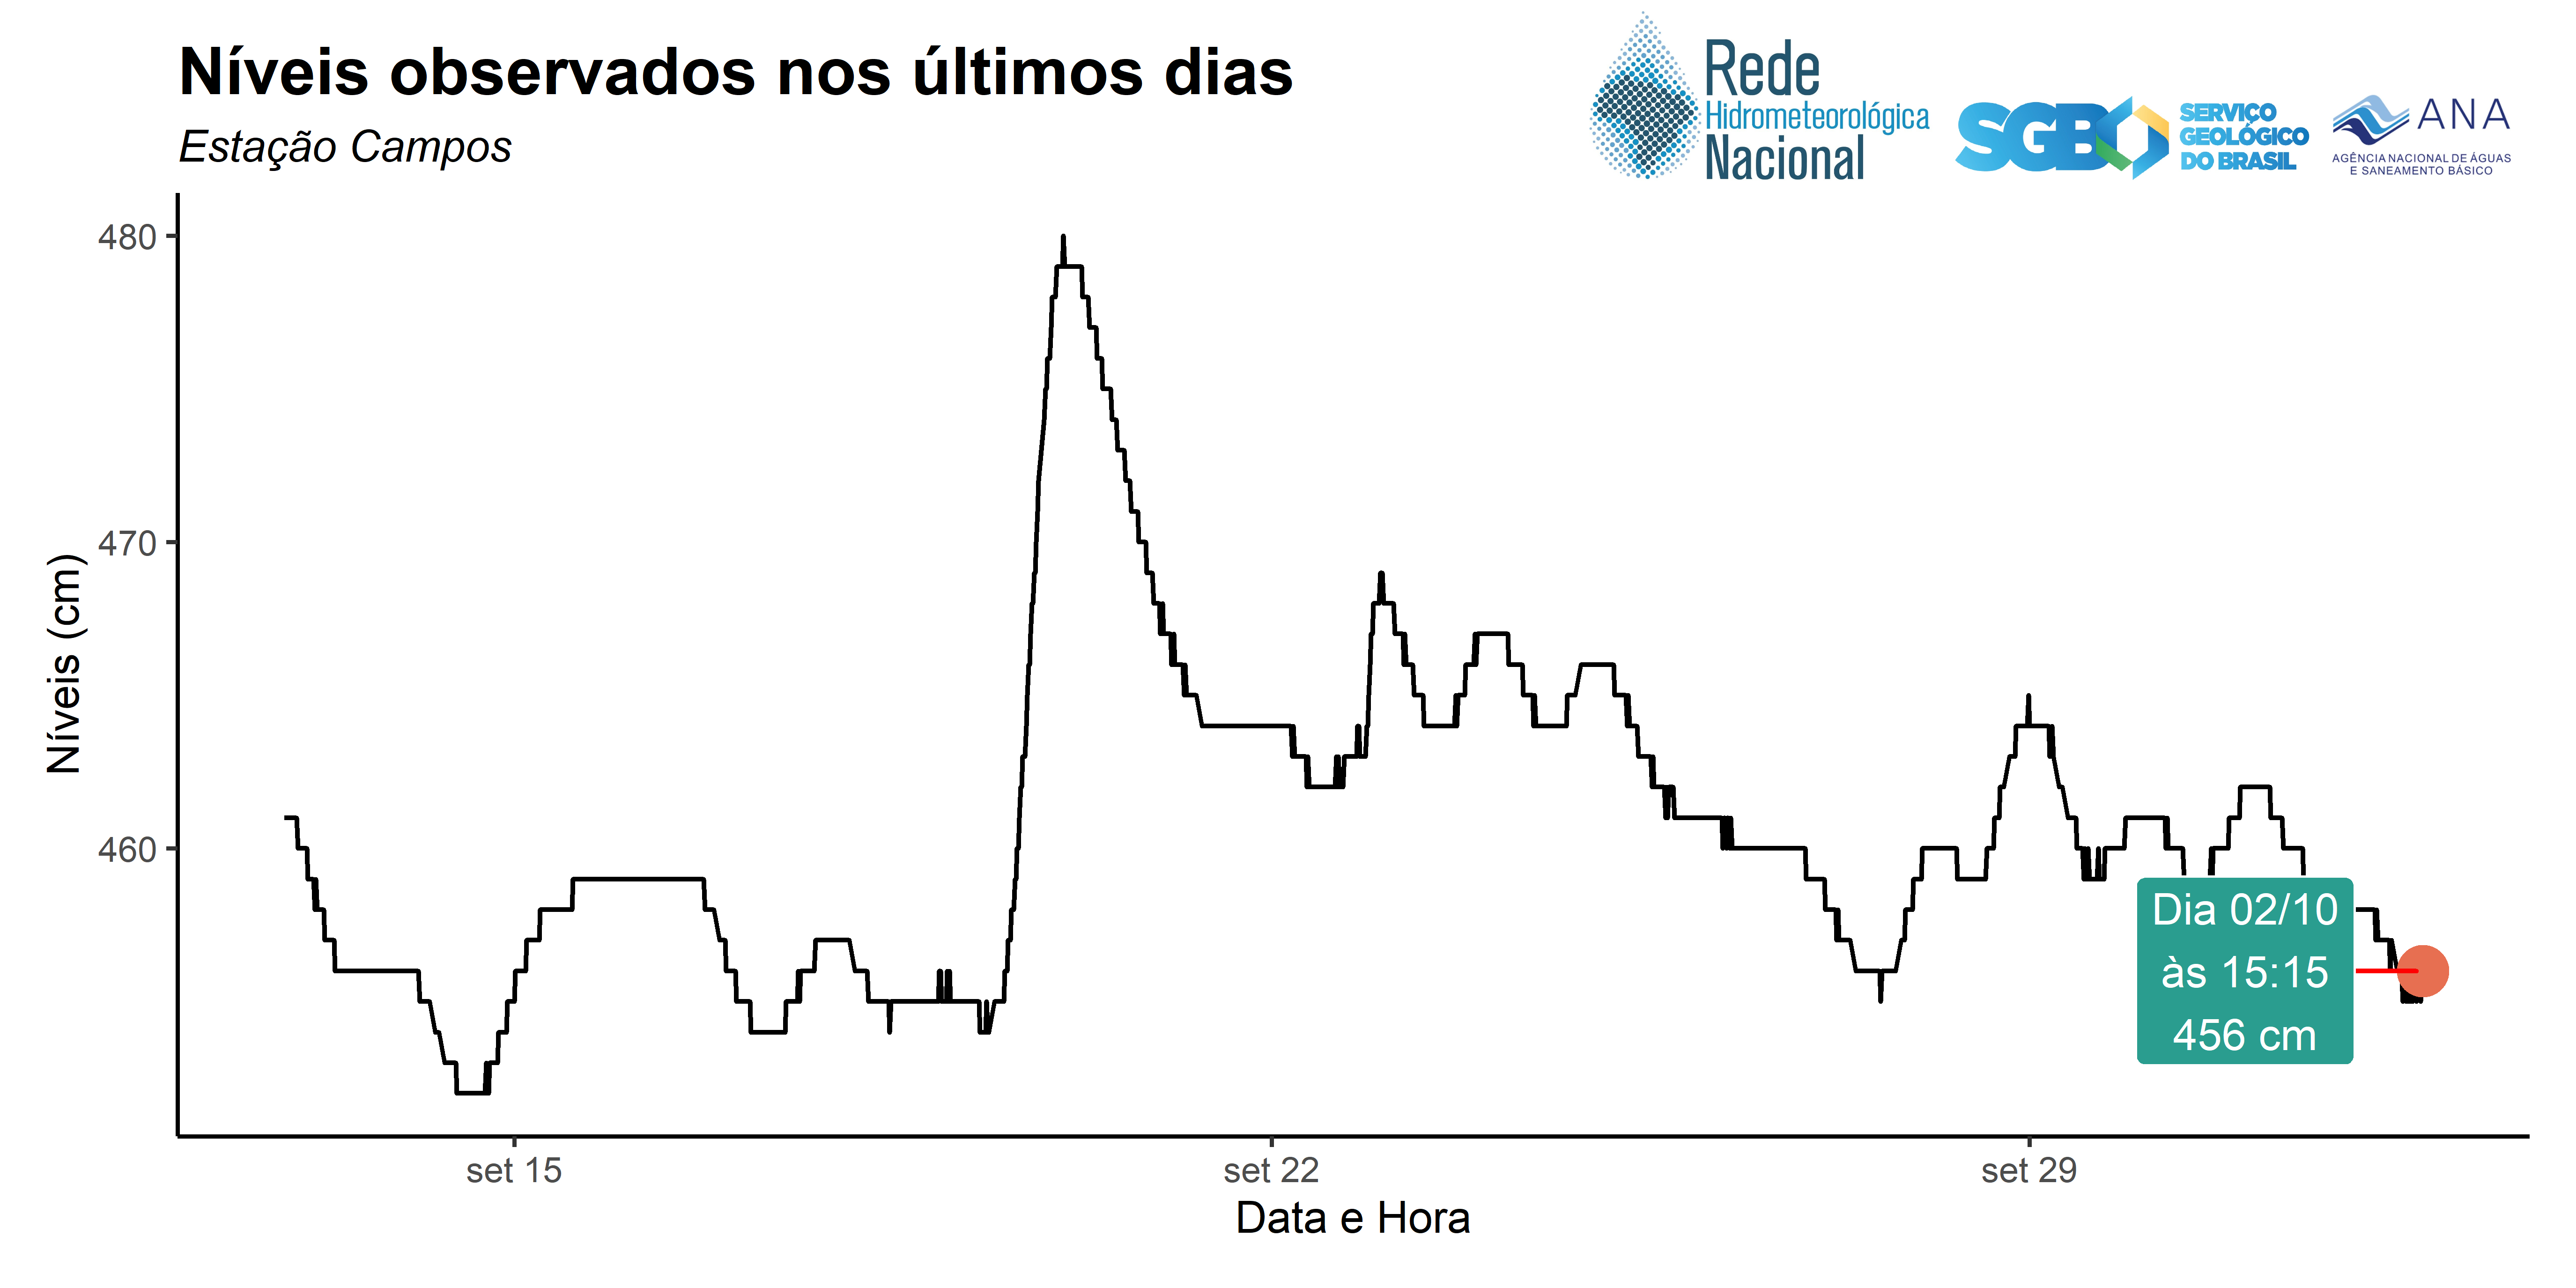 Níveis observados nos últimos dias
Estação Campos
Rede
Hidrometeorológica
Nacional
SGB
SERVIÇO
GEOLÓGICO
DO BRASIL
ANA
AGÊNCIA NACIONAL DE ÁGUAS
E SANEAMENTO BÁSICO
480
470
460
Níveis (cm)
Dia 02/10
às 15:15
456 cm
set 15
set 22
set 29
Data e Hora